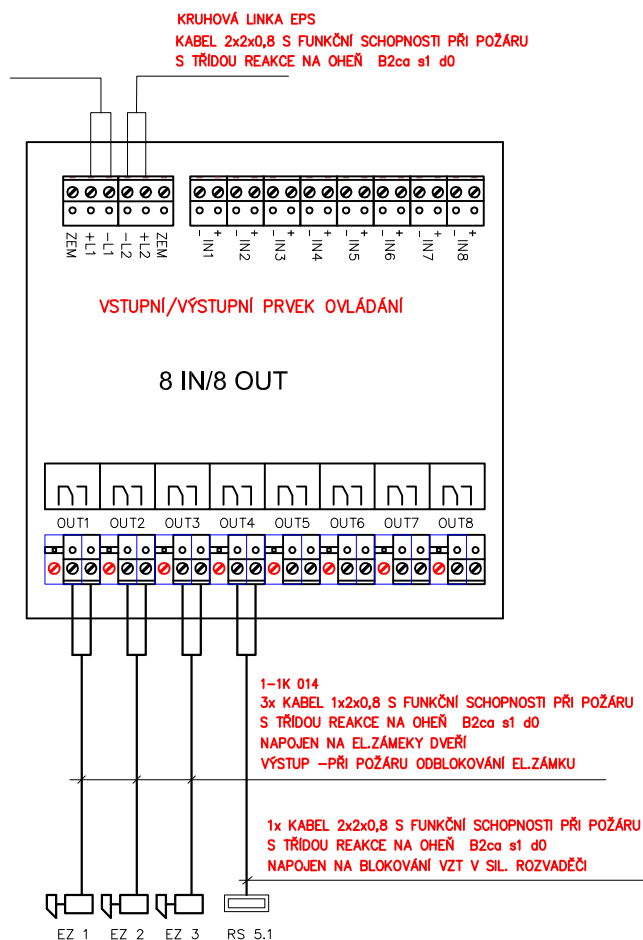 KRUHOVÁ LINKA EPS
KABEL 2x2x0,8 S FUNKČNÍ SCHOPNOSTI PŘI POŽÁRU
S TŘÍDOU REAKCE NA OHEŇ B2ca s1 d0
ZEM +L1 -L1 -L2 +L2 ZEM - IN1 + - IN2 + - IN3 + - IN4 + - IN5 + - IN6 + - IN7 + - IN8 +
VSTUPNÍ/VÝSTUPNÍ PRVEK OVLÁDÁNÍ
8 IN/8 OUT
OUT1 OUT2 OUT3 OUT4 OUT5 OUT6 OUT7 OUT8
1-1K 014
3x KABEL 1x2x0,8 S FUNKČNÍ SCHOPNOSTI PŘI POŽÁRU
S TŘÍDOU REAKCE NA OHEŇ B2ca s1 d0
NAPOJEN NA EL.ZÁMEKY DVEŘÍ
VÝSTUP -PŘI POŽÁRU ODBLOKOVÁNÍ EL.ZÁMKU
1x KABEL 2x2x0,8 S FUNKČNÍ SCHOPNOSTI PŘI POŽÁRU
S TŘÍDOU REAKCE NA OHEŇ B2ca s1 d0
NAPOJEN NA BLOKOVÁNÍ VZT V SIL. ROZVADĚČI
EZ 1 EZ 2 EZ 3 RS 5.1